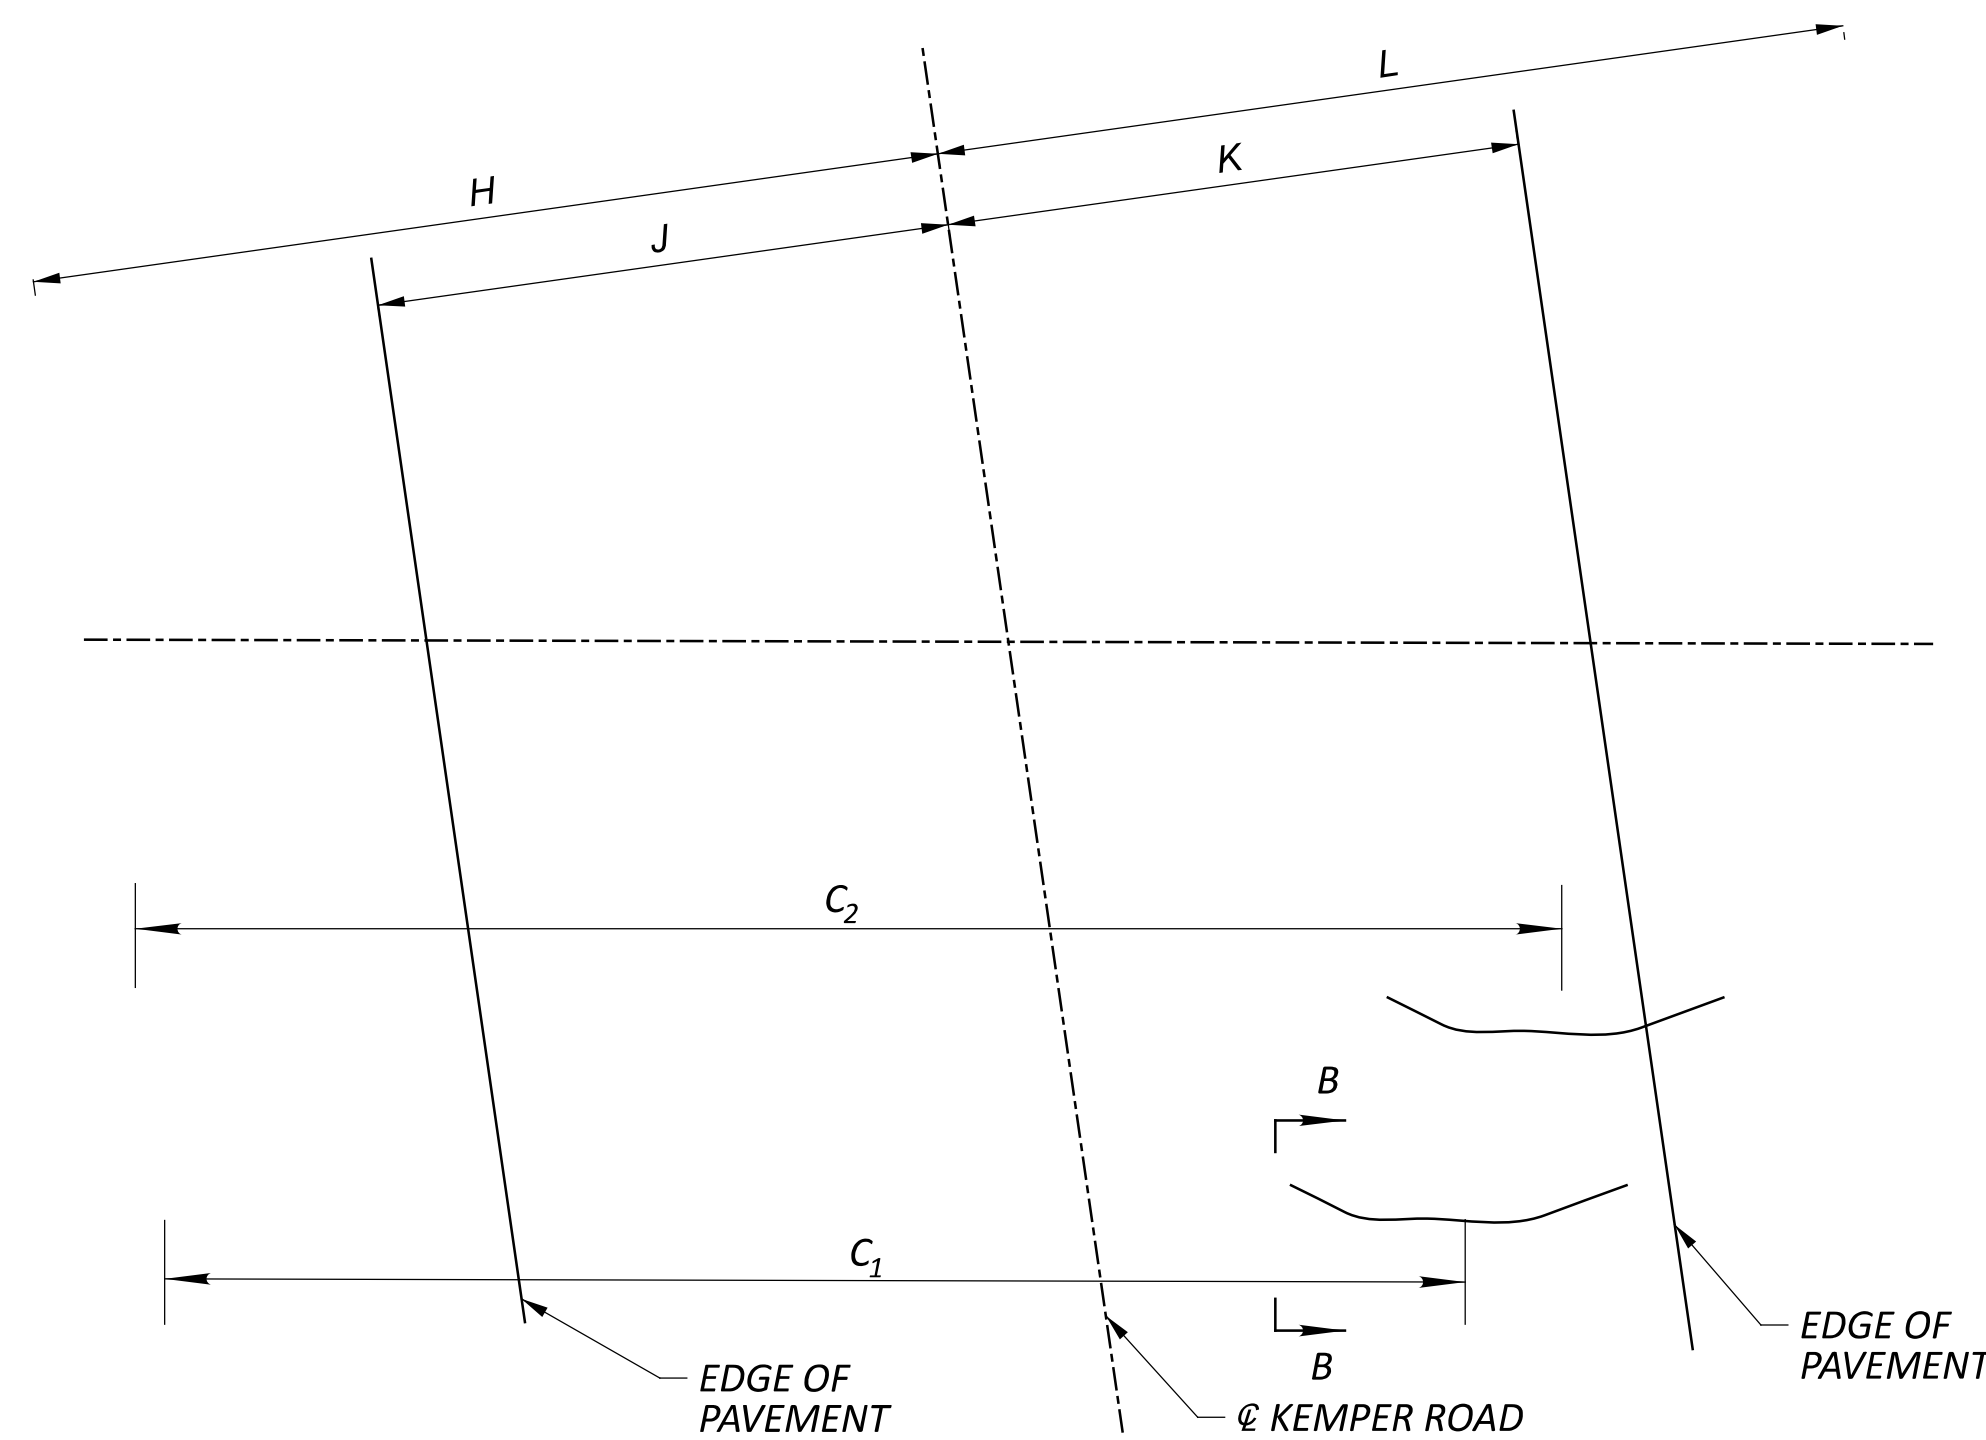 L
K
H
J
C2
B
C1
EDGE OF
PAVEMENT
B
EDGE OF
PAVEMENT
℄ KEMPER ROAD